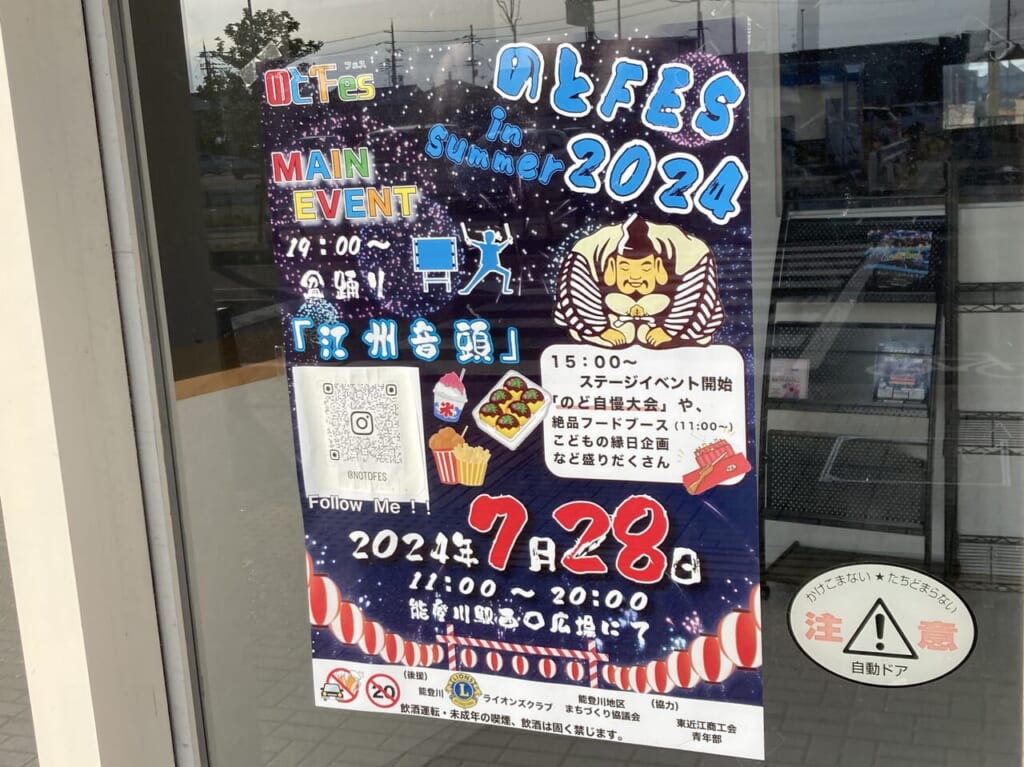 のとFes
フェス
のとFES
in
summer
2024
MAIN
EVENT
19:00〜
盆踊り
「江州音頭」
氷
@NOTOFES
Follow Me！！
15:00〜
ステージイベント開始
「のど自慢大会」や、
絶品フードブース(11:00〜)
こどもの縁日企画
など盛りだくさん
2024年7月28日
11:00 〜 20:00
能登川駅西口広場にて
20
(後援)
能登川
LIONS
L
ライオンズクラブ
能登川地区
まちづくり協議会
(協力)
東近江商工会
青年部
飲酒運転・未成年の喫煙、飲酒は固く禁じます。
かけこまない★たちどまらない
注意
自動ドア